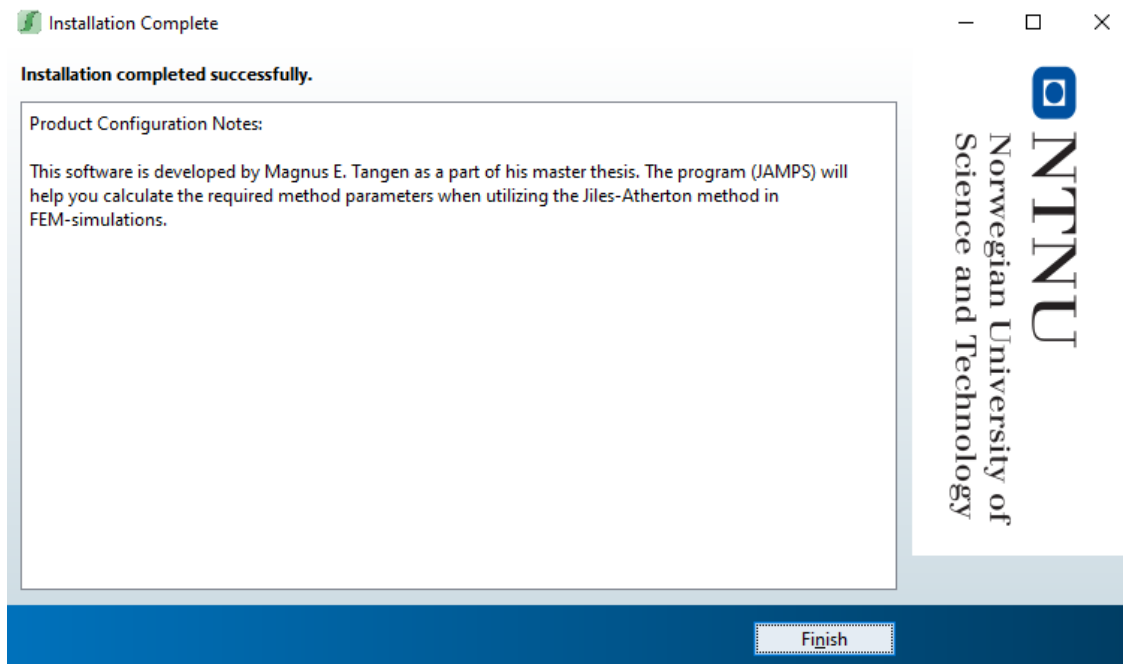 Installation Complete
Installation completed successfully.
Product Configuration Notes:
This software is developed by Magnus E. Tangen as a part of his master thesis. The program (JAMPS) will
help you calculate the required method parameters when utilizing the Jiles-Atherton method in
FEM-simulations.
NTNU
Norwegian University of
Science and Technology
Finish